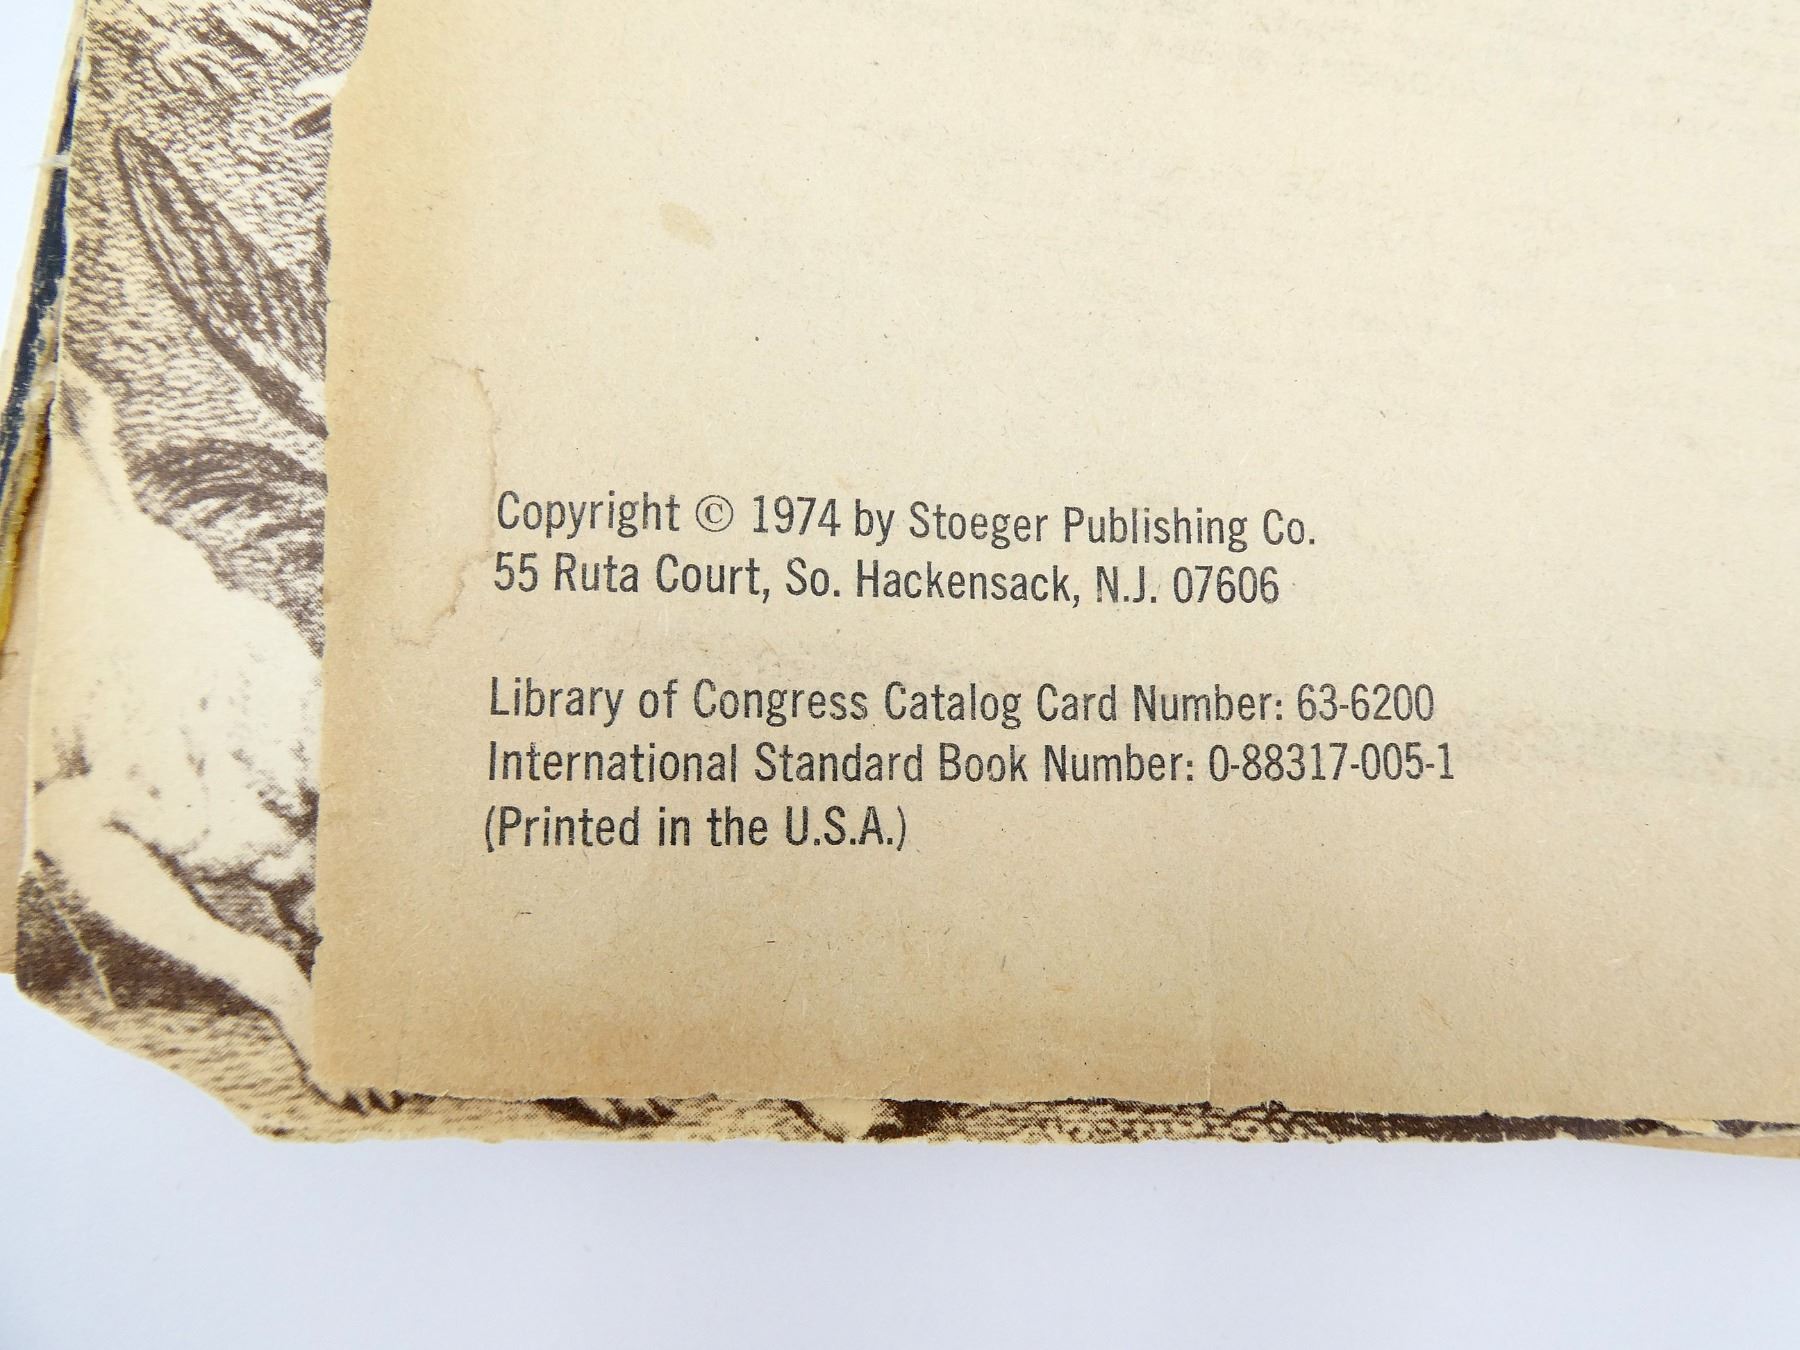 Copyright © 1974 by Stoeger Publishing Co.
55 Ruta Court, So. Hackensack, N.J. 07606
Library of Congress Catalog Card Number: 63-6200
International Standard Book Number: 0-88317-005-1
(Printed in the U.S.A.)